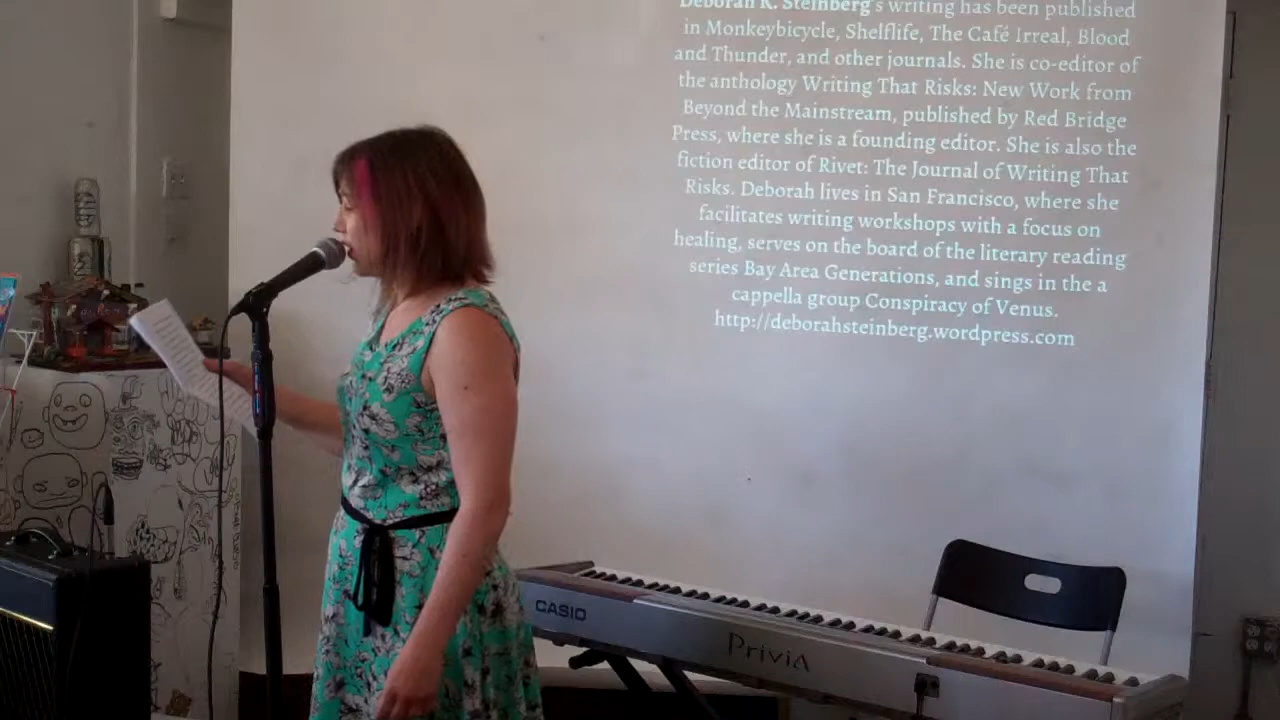 Deborah K. Steinberg's writing has been published
in Monkeybicycle, Shelflife, The Café Irreal, Blood
and Thunder, and other journals. She is co-editor of
the anthology Writing That Risks: New Work from
Beyond the Mainstream, published by Red Bridge
Press, where she is a founding editor. She is also the
fiction editor of Rivet: The Journal of Writing That
Risks. Deborah lives in San Francisco, where she
facilitates writing workshops with a focus on
healing, serves on the board of the literary reading
series Bay Area Generations, and sings in the a
cappella group Conspiracy of Venus.
http://deborahsteinberg.wordpress.com
CASIO
Privia